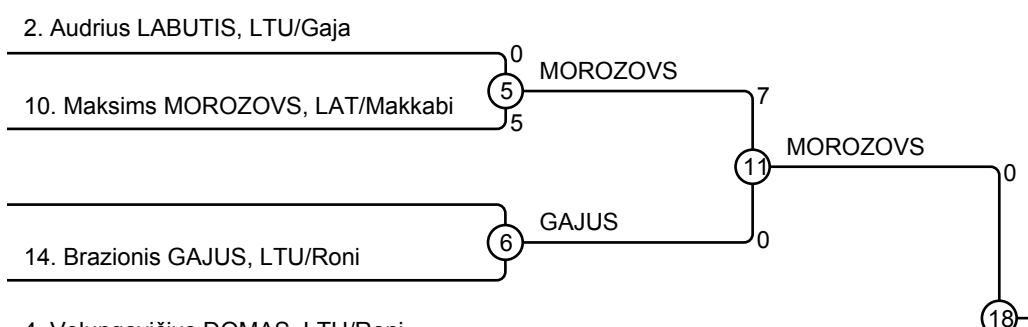 2. Audrius LABUTIS, LTU/Gaja
0
5
MOROZOVS
10. Maksims MOROZOVS, LAT/Makkabi
5
7
11
MOROZOVS
0
6
GAJUS
0
14. Brazionis GAJUS, LTU/Roni
18